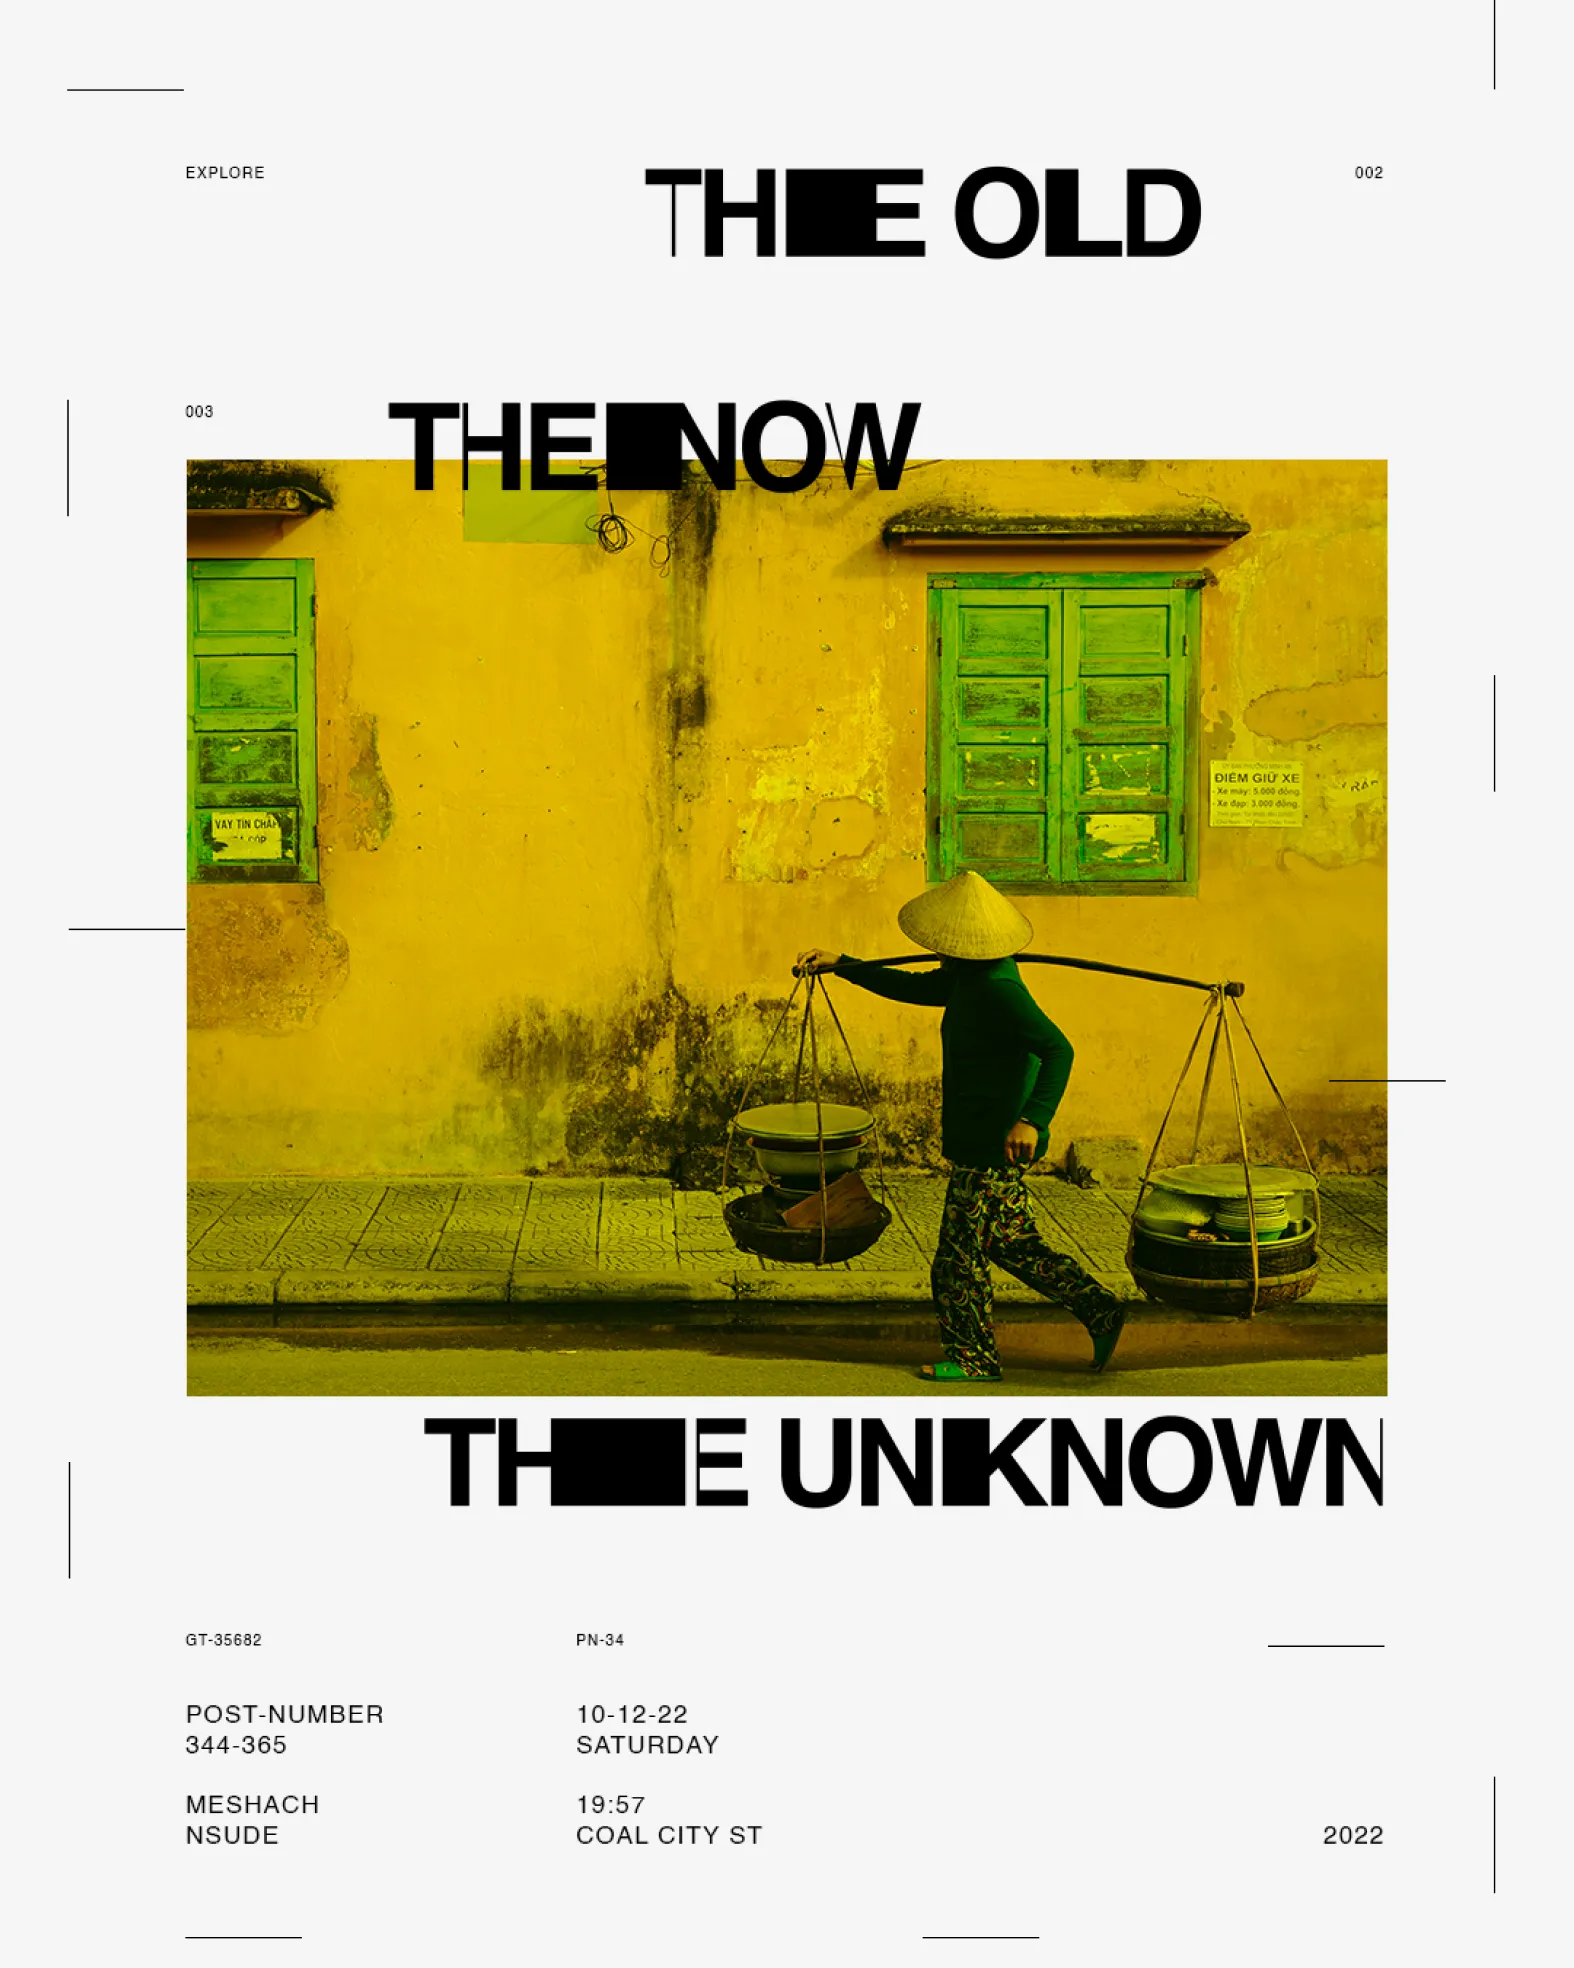 EXPLORE
THE OLD
002
003
THE NOW
VAY TÍN CHẤP
ĐIỂM GIỮ XE
- Xe máy: 5.000 đồng
- Xe đạp: 3.000 đồng
THE UNKNOWN
GT-35682
PN-34
POST-NUMBER
344-365
10-12-22
SATURDAY
MESHACH
NSUDE
19:57
COAL CITY ST
2022